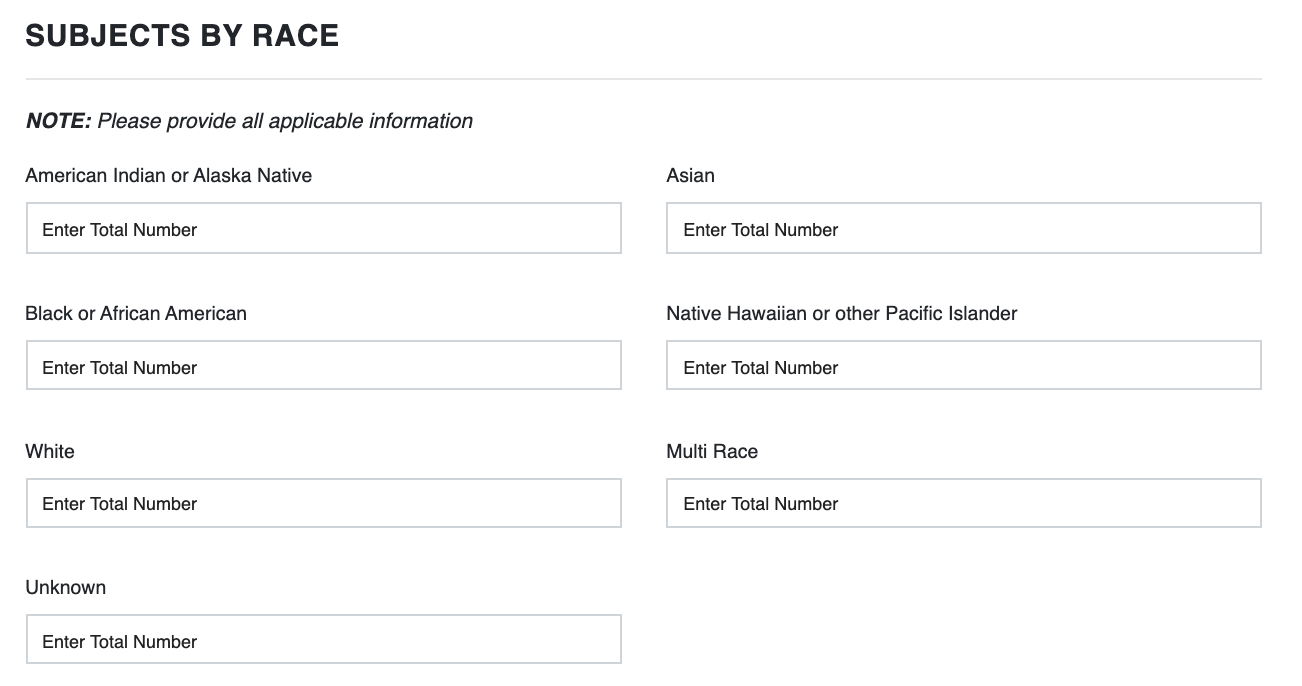 SUBJECTS BY RACE
NOTE: Please provide all applicable information
American Indian or Alaska Native
Asian
Enter Total Number
Enter Total Number
Black or African American
Native Hawaiian or other Pacific Islander
Enter Total Number
Enter Total Number
White
Multi Race
Enter Total Number
Enter Total Number
Unknown
Enter Total Number